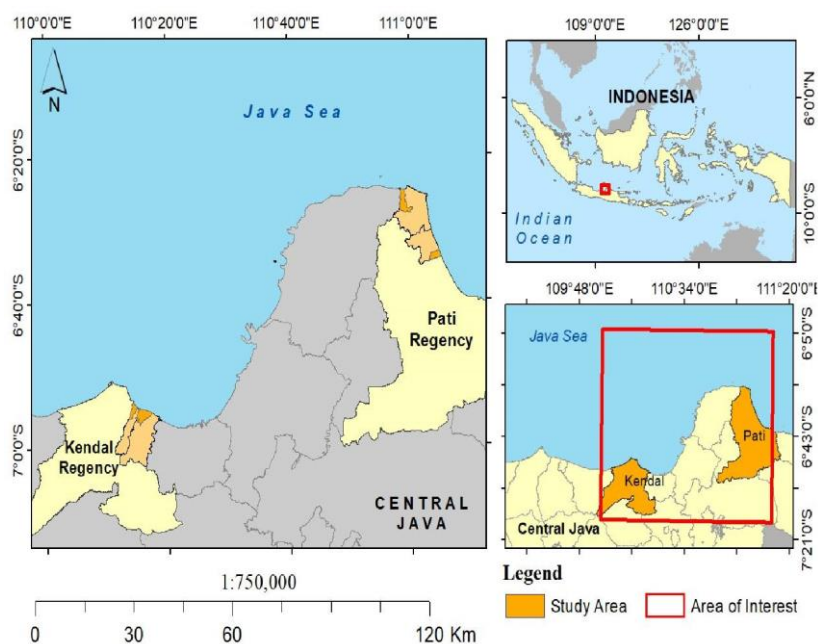 110°0'0"E 110°20'0"E 110°40'0"E 111°0'0"E
6°20'0"S
6°40'0"S
7°0'0"S
N
Java Sea
Pati
Regency
Kendal
Regency
CENTRAL
JAVA
1:750,000
0 30 60 120 Km
109°0'0"E 126°0'0"E
6°0'0"N
10°0'0"S
INDONESIA
Indian
Ocean
109°48'0"E 110°34'0"E 111°20'0"E
6°5'0"S
6°43'0"S
7°21'0"S
Java Sea
Pati
Kendal
Central Java
Legend
Study Area Area of Interest